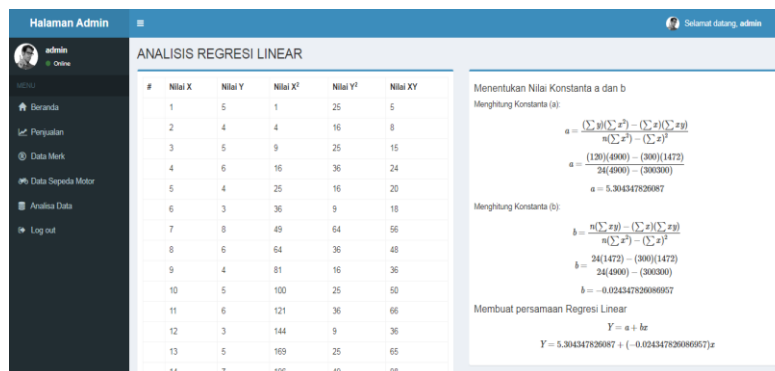 Halaman Admin
Selamat datang, admin
admin
Online
MENU
Beranda
Penjualan
Data Merk
Data Sepeda Motor
Analisa Data
Log out
ANALISIS REGRESI LINEAR
# Nilai X Nilai Y Nilai X² Nilai Y² Nilai XY
1 5 1 25 5
2 4 4 16 8
3 5 9 25 15
4 6 16 36 24
5 4 25 16 20
6 3 36 9 18
7 8 49 64 56
8 6 64 36 48
9 4 81 16 36
10 5 100 25 50
11 6 121 36 66
12 3 144 9 36
13 5 169 25 65
Menentukan Nilai Konstanta a dan b
Menghitung Konstanta (a):
a = (∑ y)(∑ x²) − (∑ x)(∑ xy) / n(∑ x²) − (∑ x)²
a = (120)(4900) − (300)(1472) / 24(4900) − (300300)
a = 5.304347826087
Menghitung Konstanta (b):
b = n(∑ xy) − (∑ x)(∑ xy) / n(∑ x²) − (∑ x)²
b = 24(1472) − (300)(1472) / 24(4900) − (300300)
b = −0.024347826086957
Membuat persamaan Regresi Linear
Y = a + bx
Y = 5.304347826087 + (−0.024347826086957)x